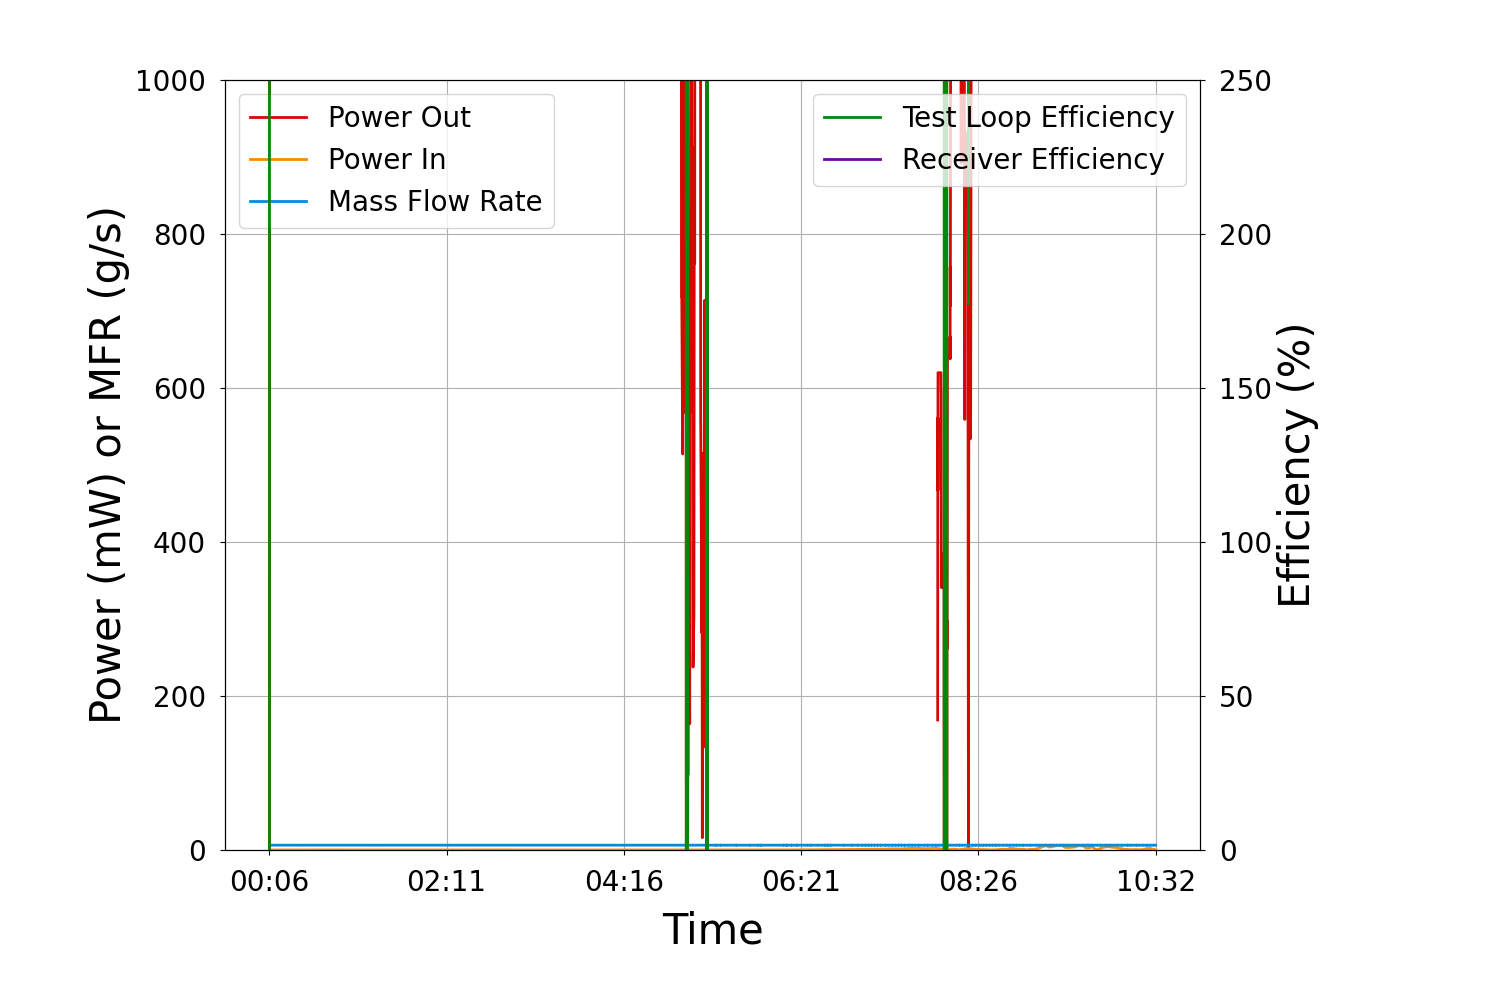 Power (mW) or MFR (g/s)
1000
800
600
400
200
0
Power Out
Power In
Mass Flow Rate
Test Loop Efficiency
Receiver Efficiency
250
200
150
100
50
0
Efficiency (%)
00:06 02:11 04:16 06:21 08:26 10:32
Time